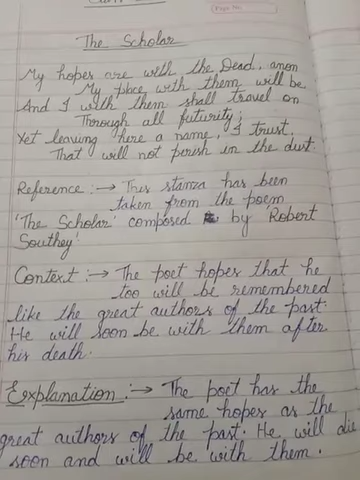 The Scholar
My hopes are with the Dead, anon
My place with them will be
And I with them shall travel on
Through all futurity;
Yet leaving here a name, I trust,
That will not perish in the dust.
Reference:→ This stanza has been
taken from the poem
'The Scholar' composed by 'Robert
Southey'
Context:→ The poet hopes that he
too will be remembered
like the great authors of the past.
He will soon be with them after
his death.
Explanation:→ The poet has the
same hopes as the
great authors of the past. He will die
soon and will be with them.